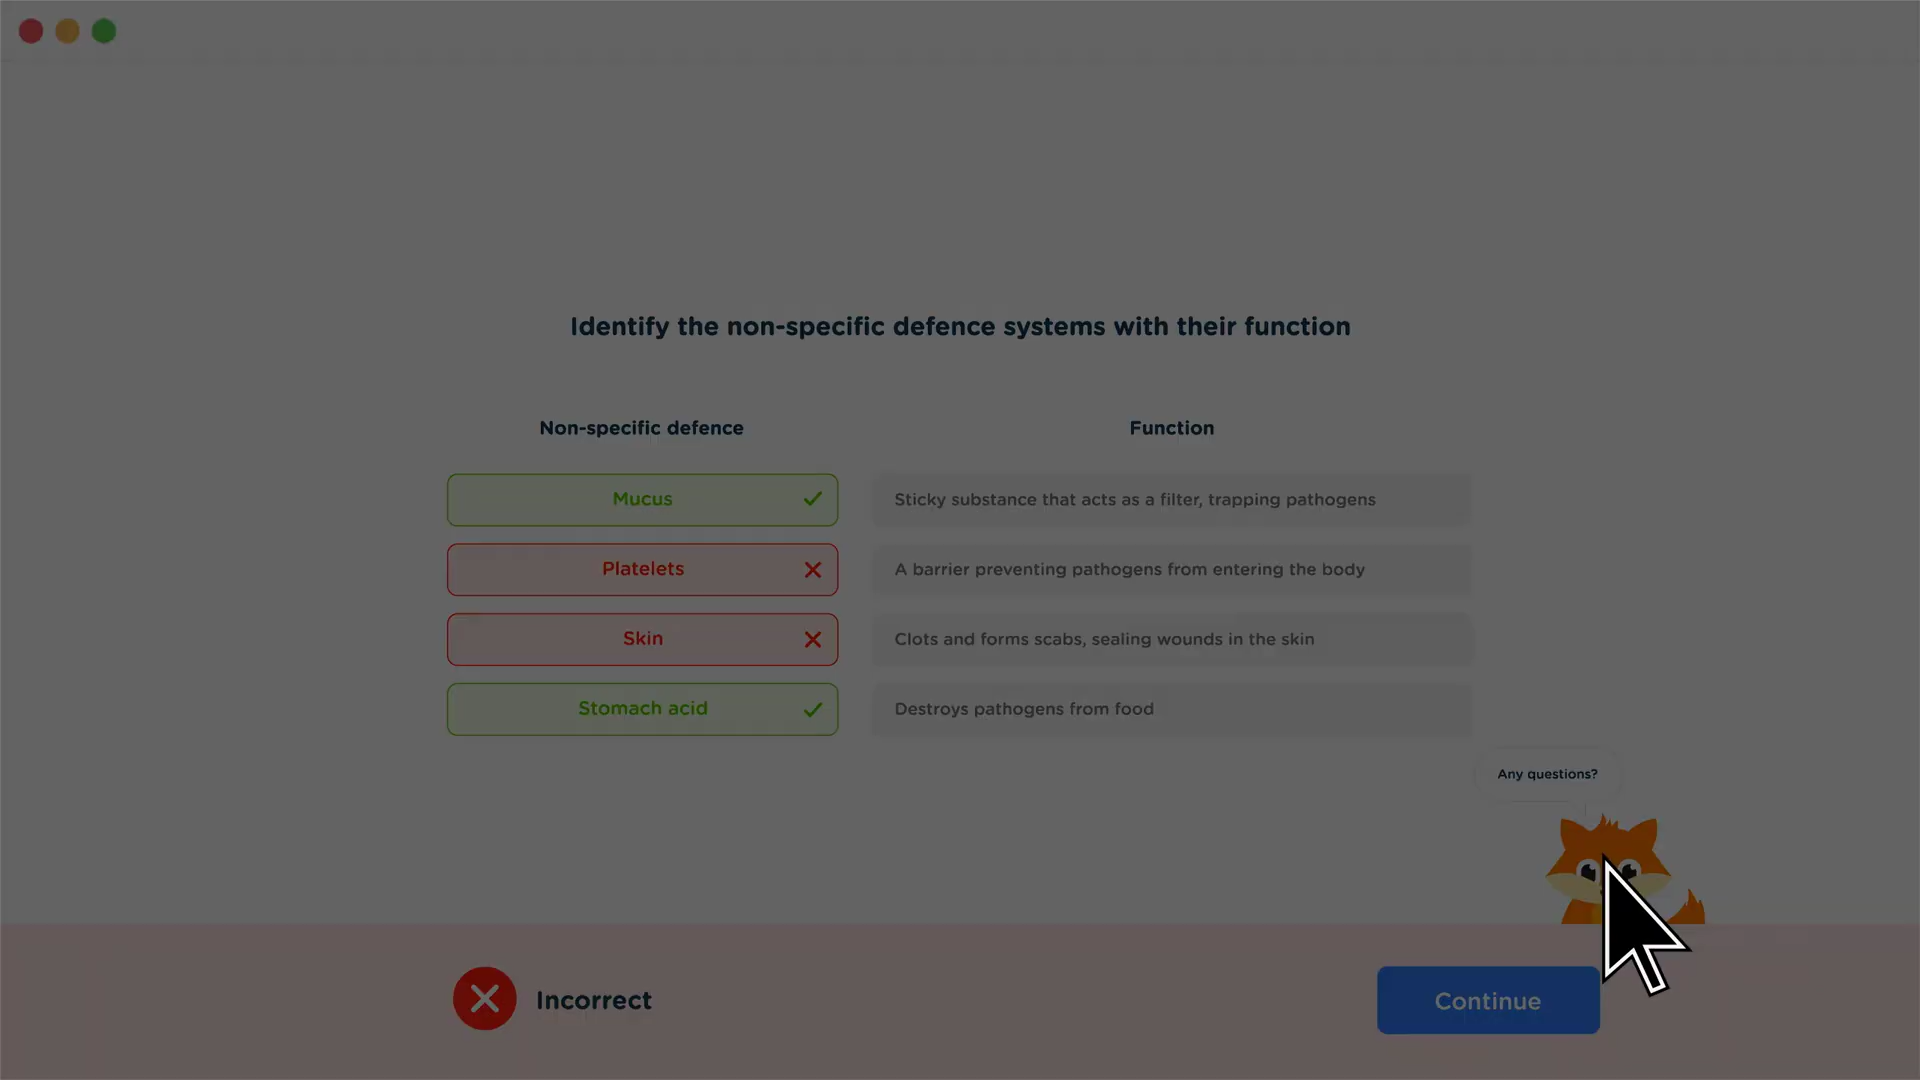 Identify the non-specific defence systems with their function
Non-specific defence
Function
Mucus
Sticky substance that acts as a filter, trapping pathogens
Platelets
A barrier preventing pathogens from entering the body
Skin
Clots and forms scabs, sealing wounds in the skin
Stomach acid
Destroys pathogens from food
Any questions?
Incorrect
Continue